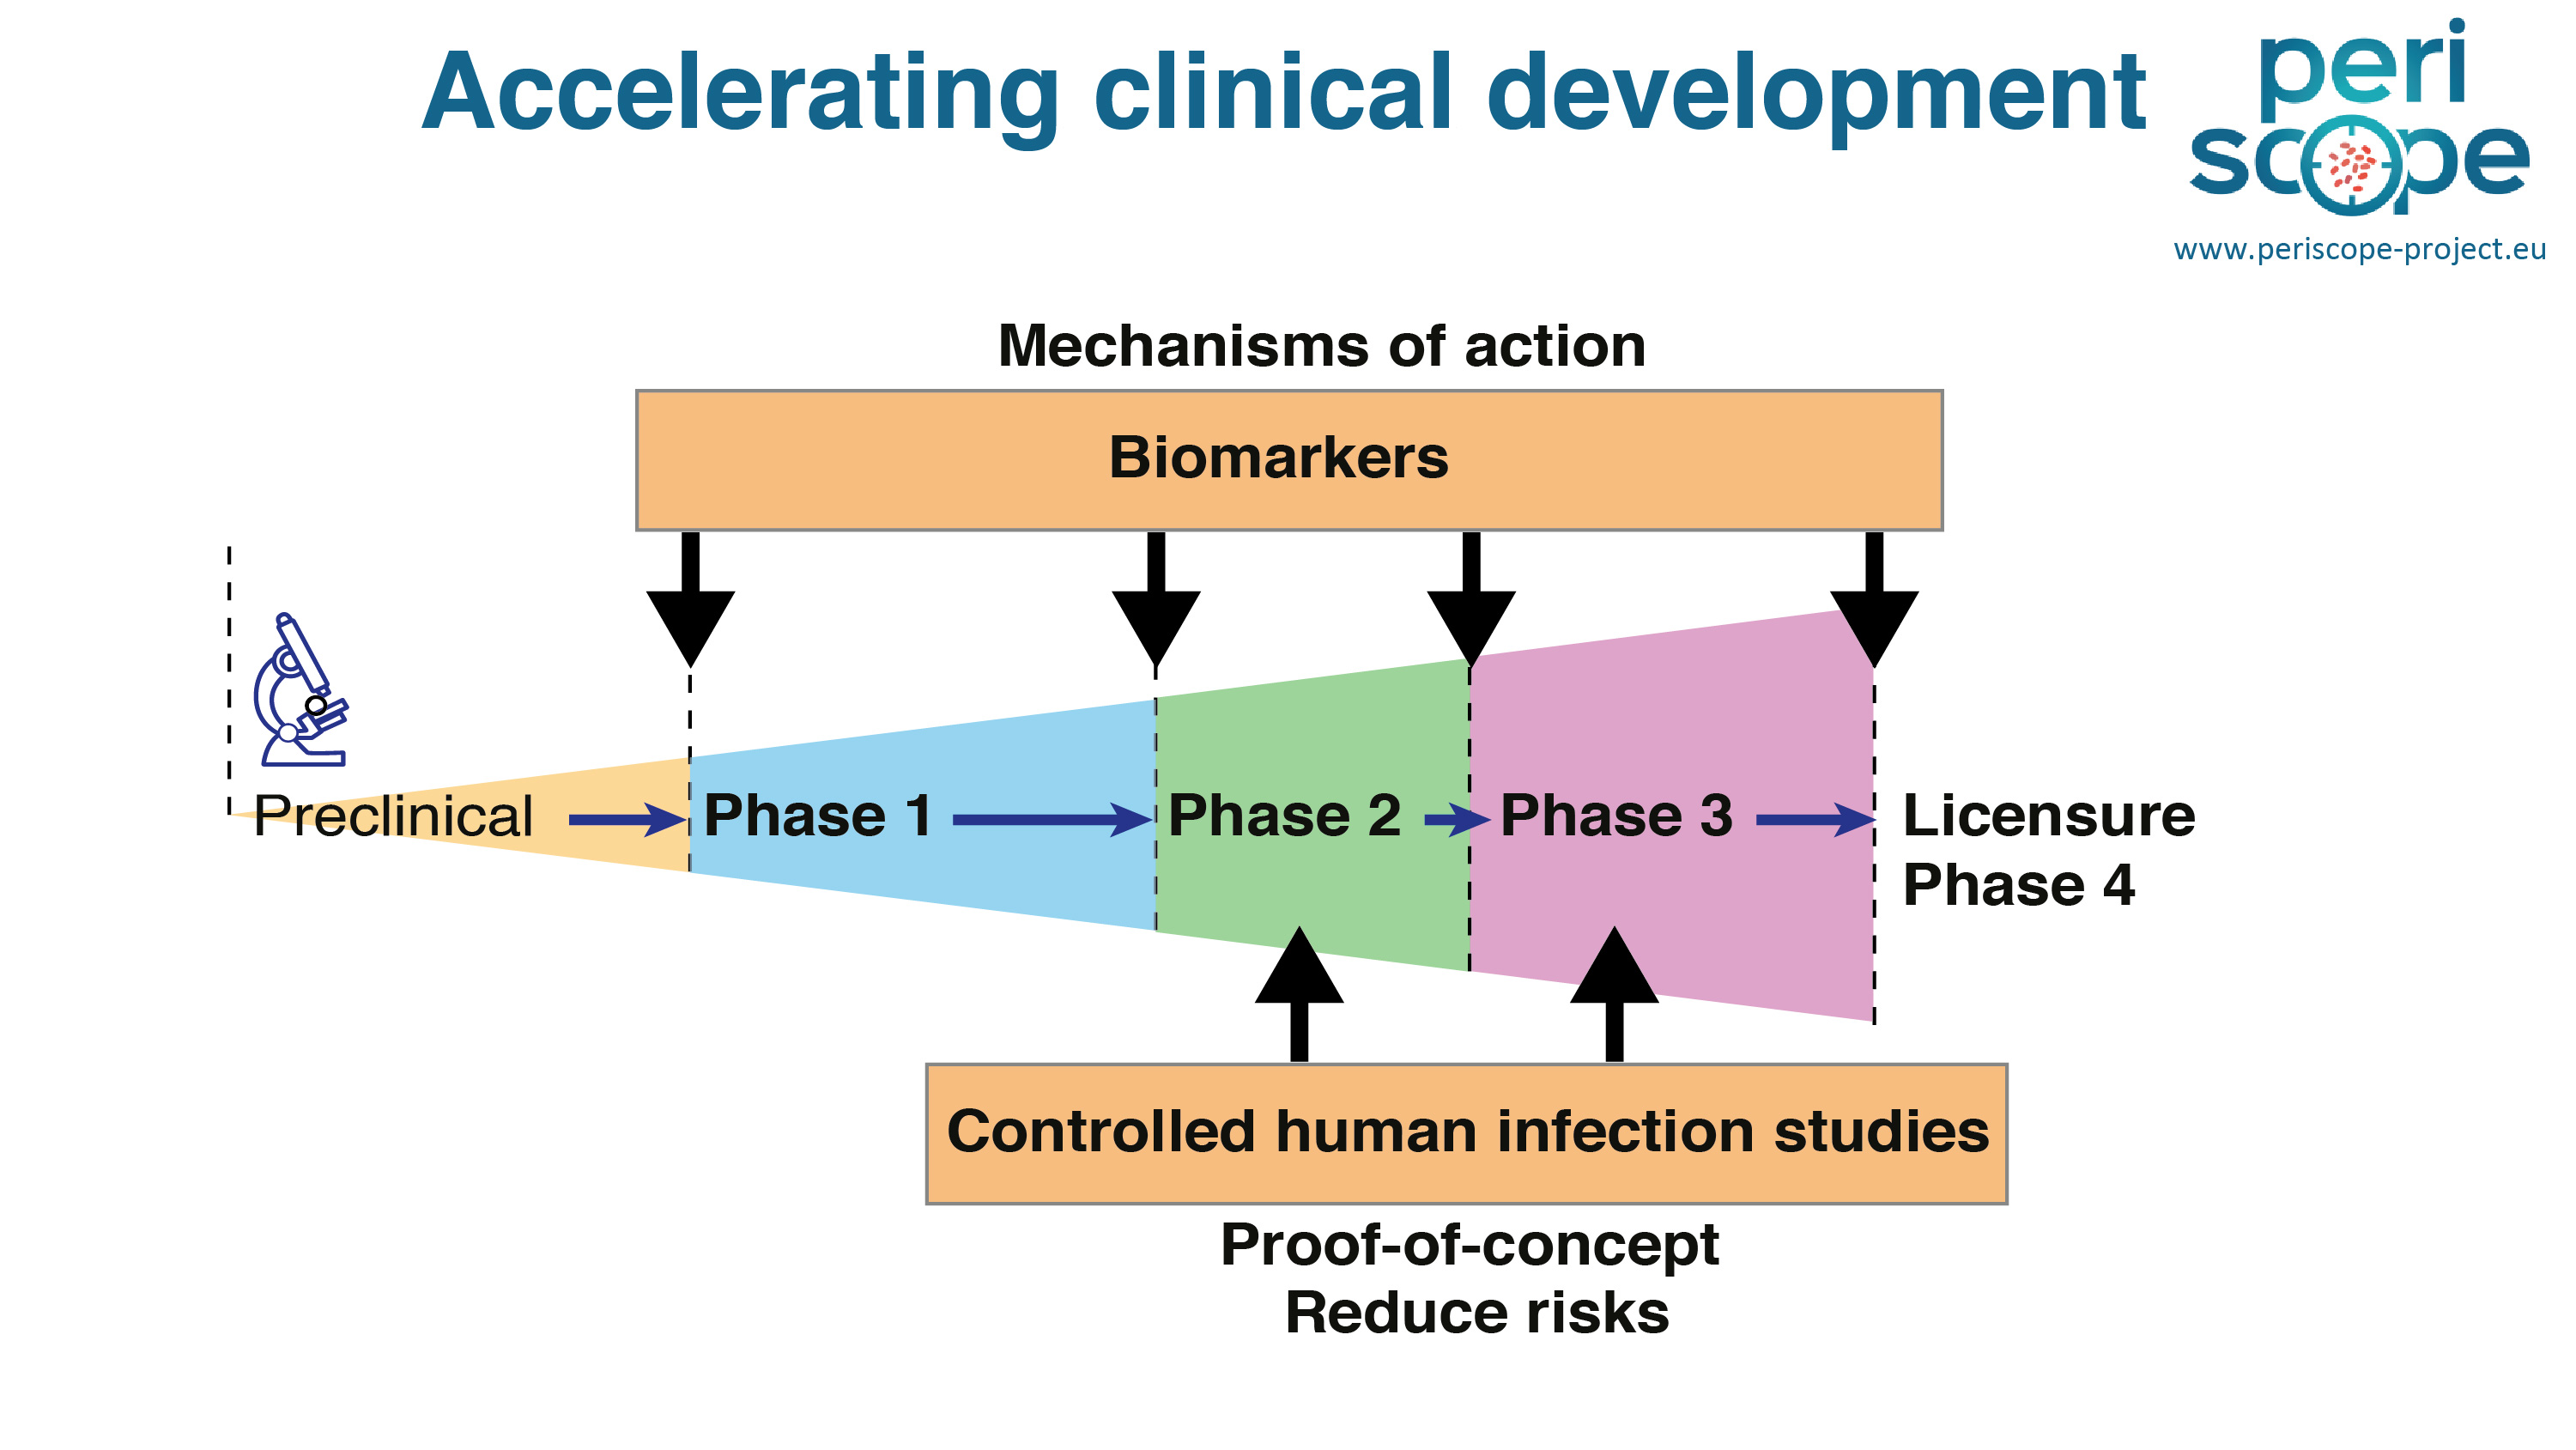 Accelerating clinical development
peri
scope
www.periscope-project.eu
Mechanisms of action
Biomarkers
Preclinical
Phase 1
Phase 2
Phase 3
Licensure
Phase 4
Controlled human infection studies
Proof-of-concept
Reduce risks